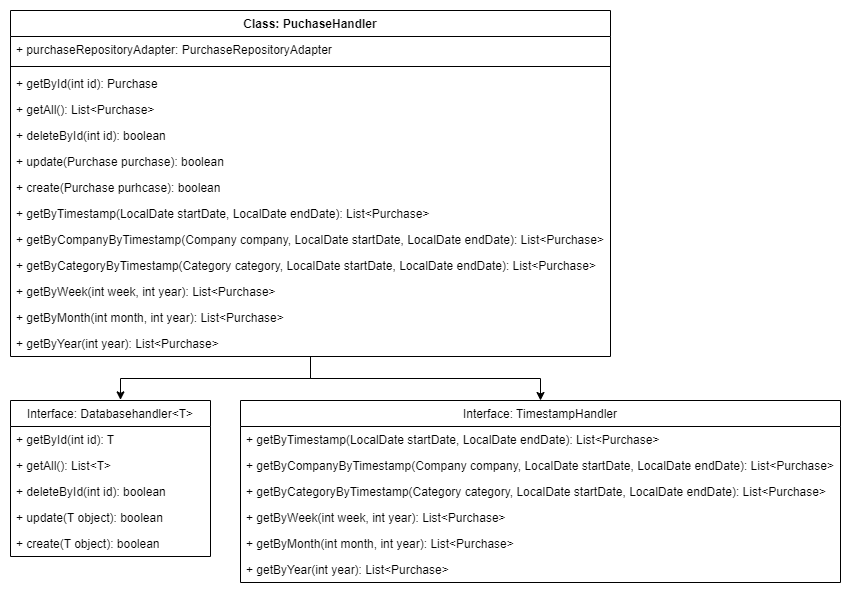 Class: PuchaseHandler
+ purchaseRepositoryAdapter: PurchaseRepositoryAdapter
+ getById(int id): Purchase
+ getAll(): List<Purchase>
+ deleteById(int id): boolean
+ update(Purchase purchase): boolean
+ create(Purchase purhcase): boolean
+ getByTimestamp(LocalDate startDate, LocalDate endDate): List<Purchase>
+ getByCompanyByTimestamp(Company company, LocalDate startDate, LocalDate endDate): List<Purchase>
+ getByCategoryByTimestamp(Category category, LocalDate startDate, LocalDate endDate): List<Purchase>
+ getByWeek(int week, int year): List<Purchase>
+ getByMonth(int month, int year): List<Purchase>
+ getByYear(int year): List<Purchase>
Interface: Databasehandler<T>
+ getById(int id): T
+ getAll(): List<T>
+ deleteById(int id): boolean
+ update(T object): boolean
+ create(T object): boolean
Interface: TimestampHandler
+ getByTimestamp(LocalDate startDate, LocalDate endDate): List<Purchase>
+ getByCompanyByTimestamp(Company company, LocalDate startDate, LocalDate endDate): List<Purchase>
+ getByCategoryByTimestamp(Category category, LocalDate startDate, LocalDate endDate): List<Purchase>
+ getByWeek(int week, int year): List<Purchase>
+ getByMonth(int month, int year): List<Purchase>
+ getByYear(int year): List<Purchase>